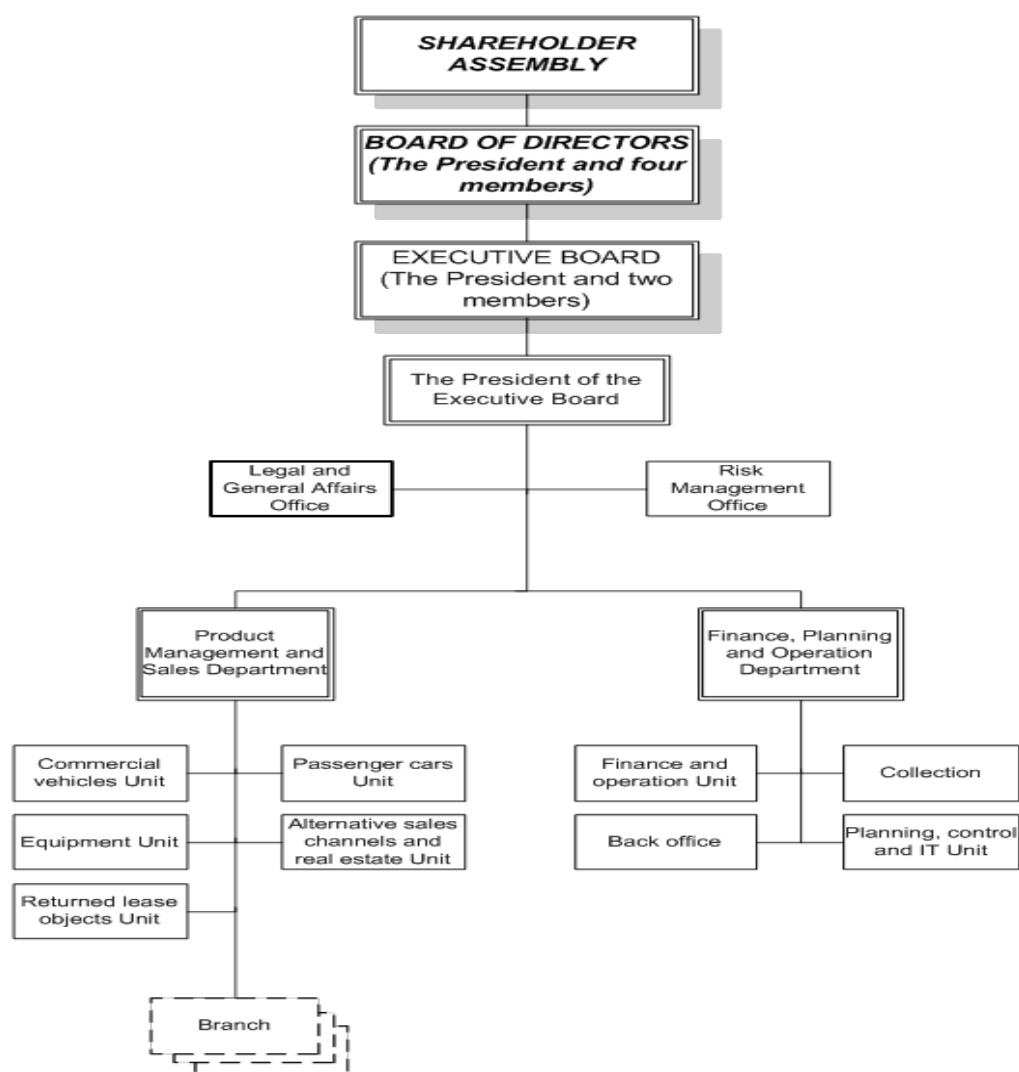 SHAREHOLDER
ASSEMBLY
BOARD OF DIRECTORS
(The President and four
members)
EXECUTIVE BOARD
(The President and two
members)
The President of the
Executive Board
Legal and
General Affairs
Office
Risk
Management
Office
Product
Management and
Sales Department
Finance, Planning
and Operation
Department
Commercial
vehicles Unit
Passenger cars
Unit
Finance and
operation Unit
Collection
Equipment Unit
Alternative sales
channels and
real estate Unit
Back office
Planning, control
and IT Unit
Returned lease
objects Unit
Branch